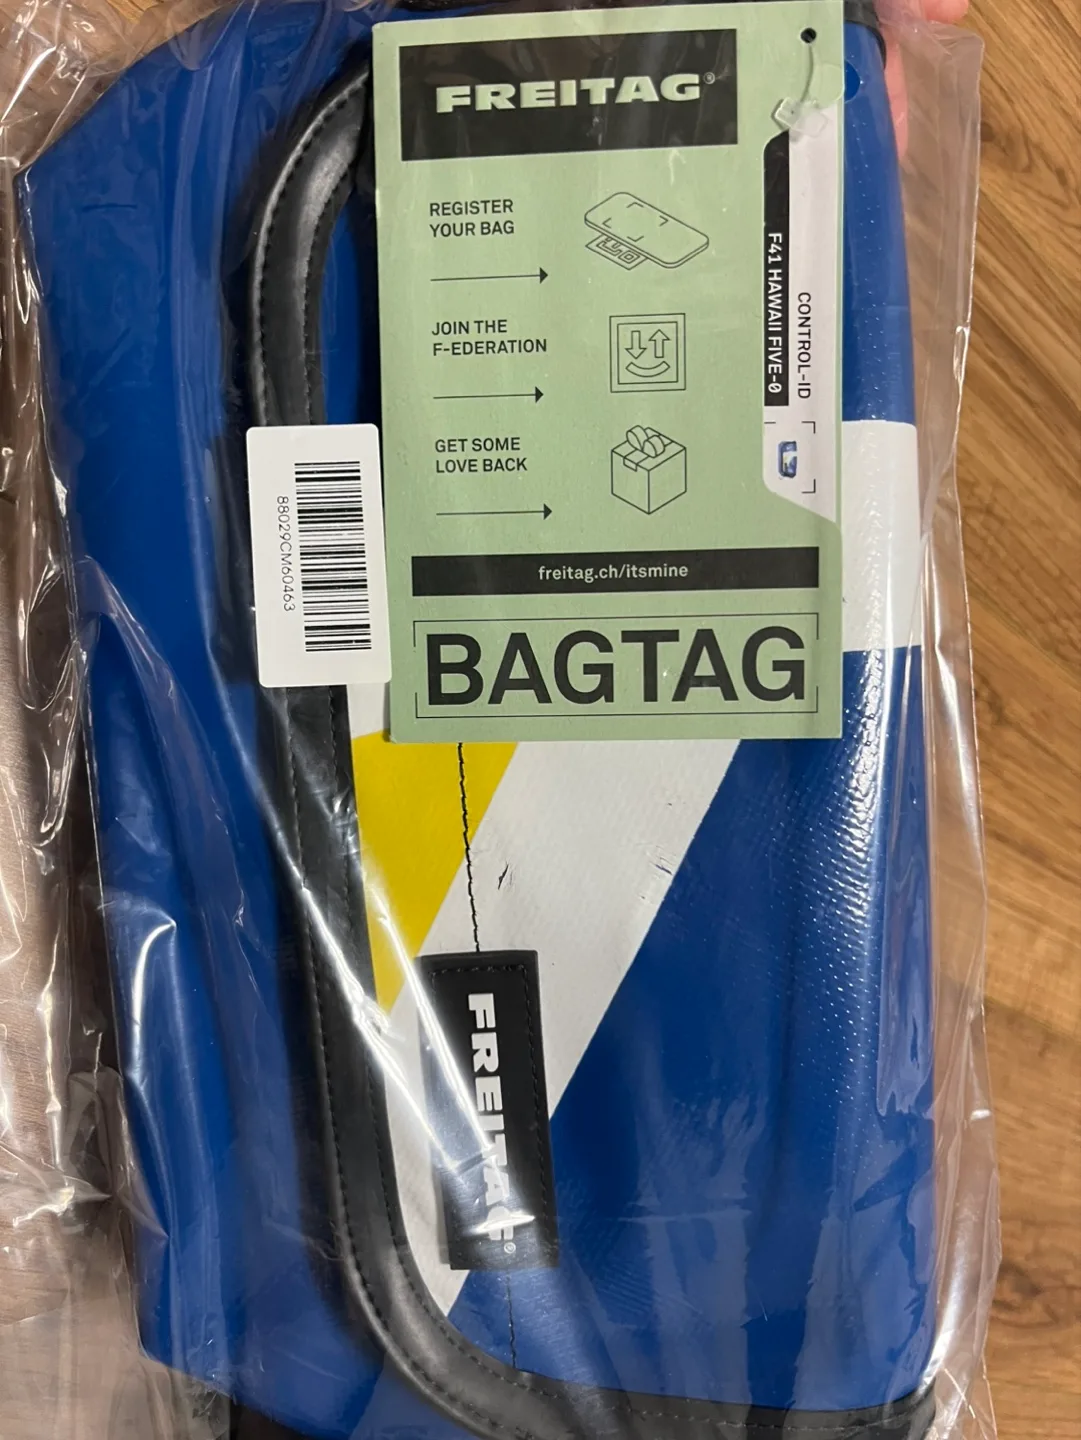 FREITAG®
REGISTER
YOUR BAG
JOIN THE
F-EDERATION
GET SOME
LOVE BACK
freitag.ch/itsmine
BAGTAG
CONTROL-ID
F41 HAWAII FIVE-0
88029CM60463
FREITAG®